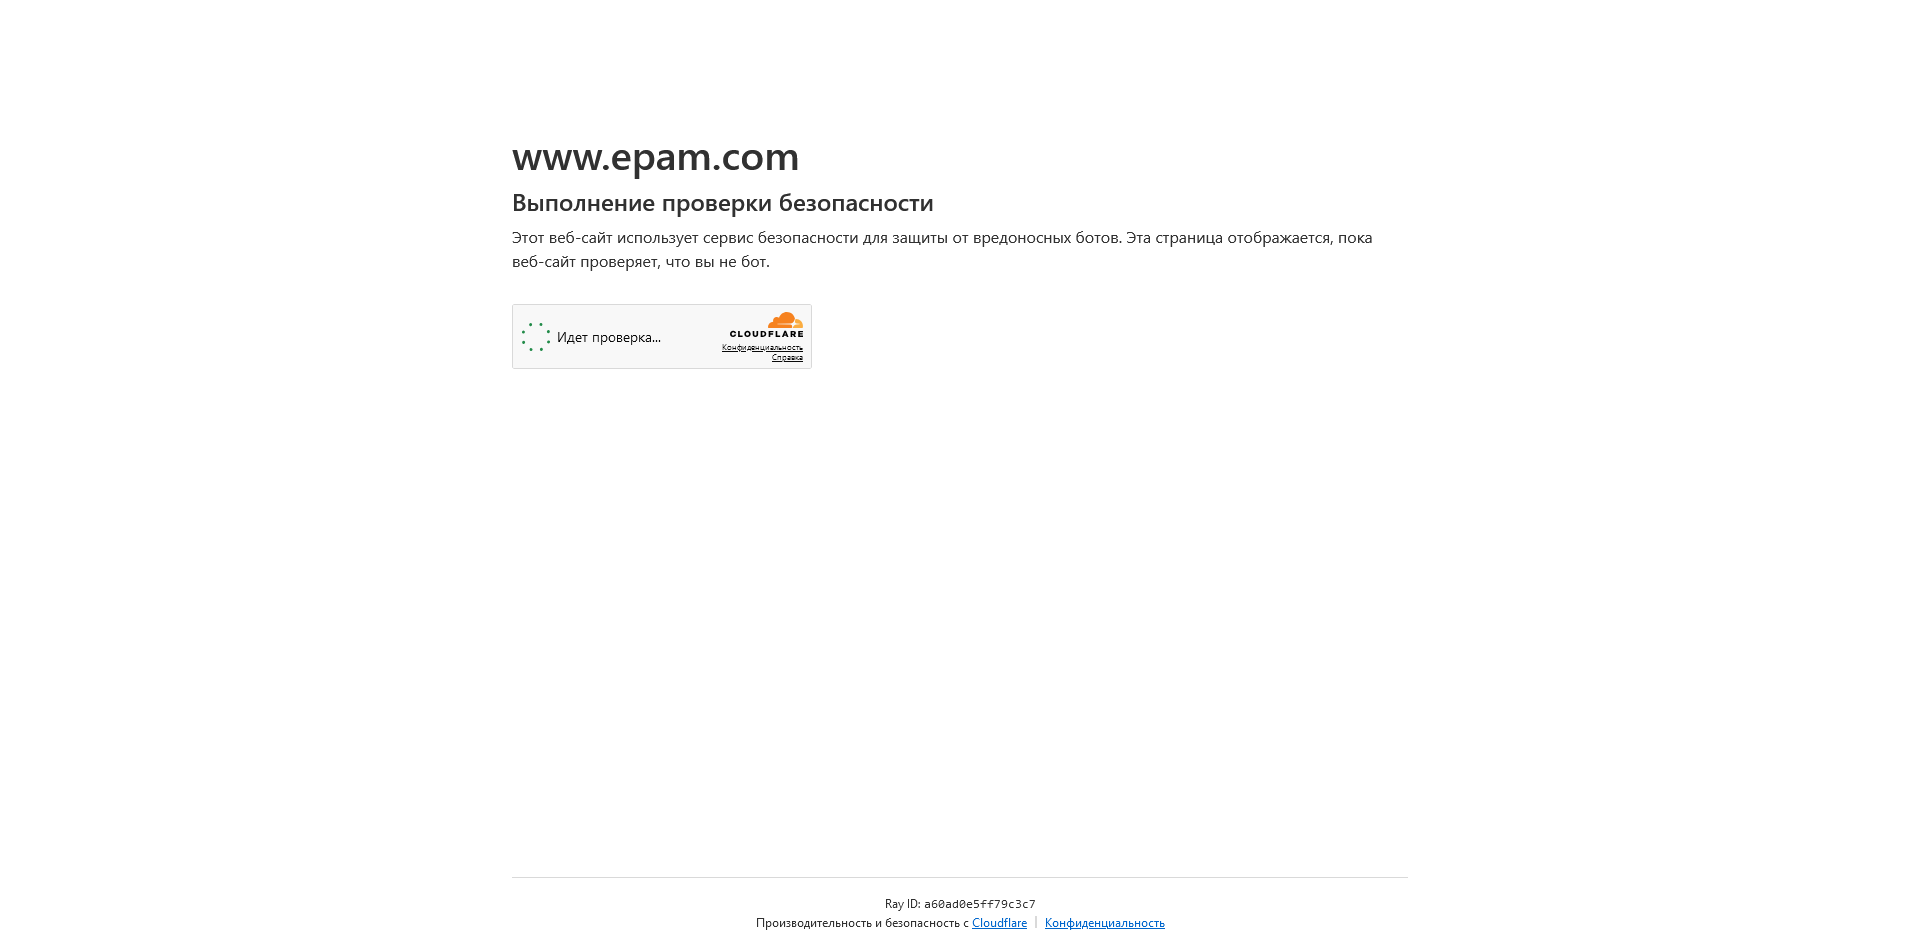 www.epam.com
Выполнение проверки безопасности
Этот веб-сайт использует сервис безопасности для защиты от вредоносных ботов. Эта страница отображается, пока
веб-сайт проверяет, что вы не бот.
Идет проверка...
CLOUDFLARE
Конфиденциальность
Справка
Ray ID: a60ad0e5ff79c3c7
Производительность и безопасность с Cloudflare | Конфиденциальность